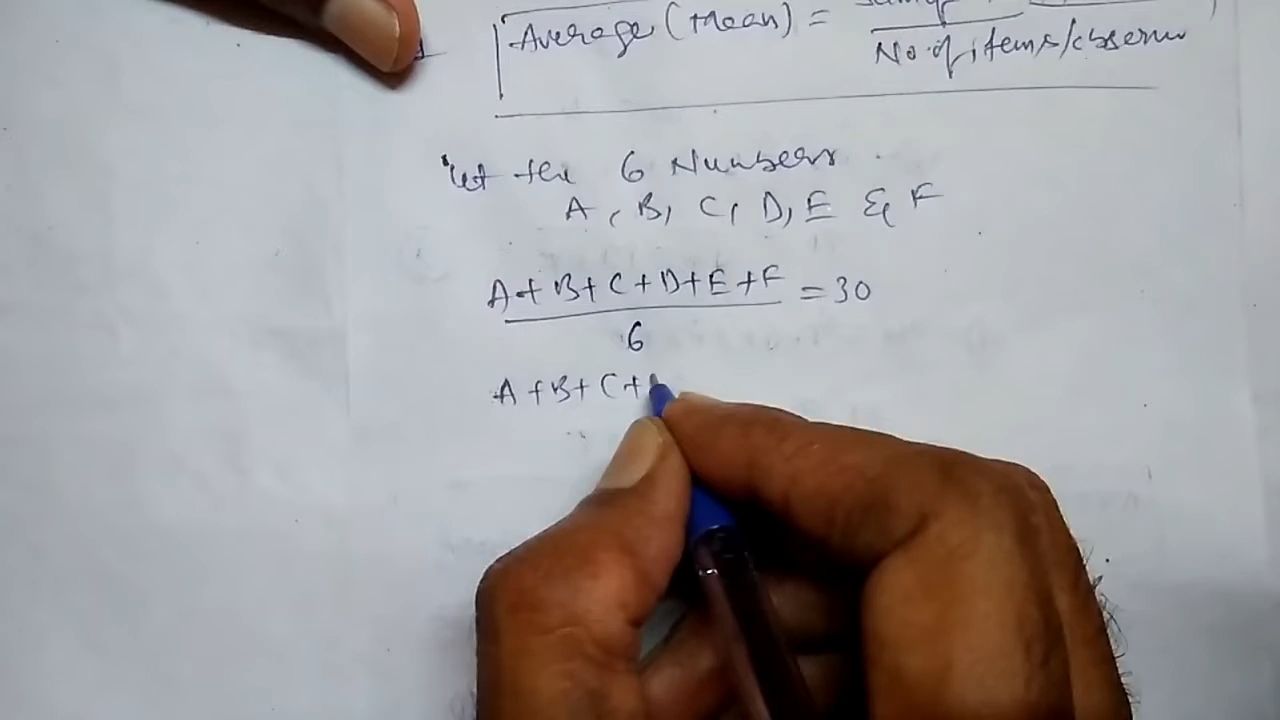 Average (Mean) =
No. of items/observ
Let the 6 Numbers
A, B, C, D, E & F
A + B + C + D + E + F = 30
6
A + B + C +